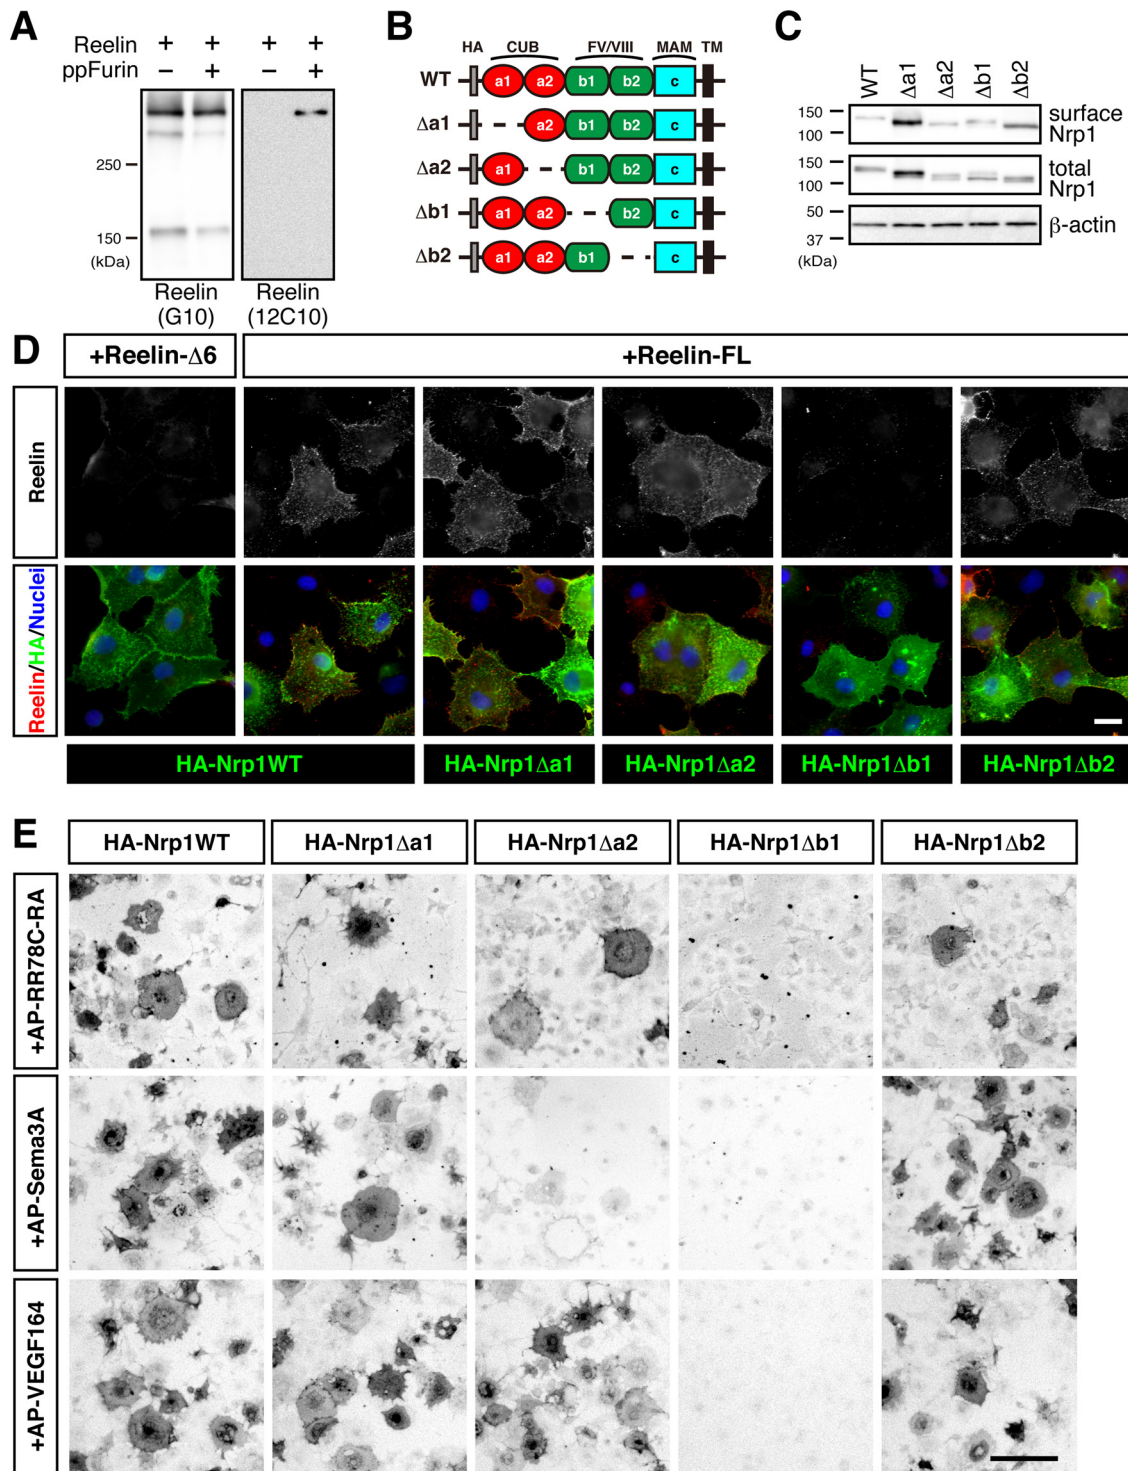 A
Reelin + + + +
ppFurin − + − +
250
150
(kDa)
Reelin
(G10)
Reelin
(12C10)
B
HA CUB FV/VIII MAM TM
WT a1 a2 b1 b2 c
Δa1 a2 b1 b2 c
Δa2 a1 b1 b2 c
Δb1 a1 a2 b2 c
Δb2 a1 a2 b1 c
C
WT Δa1 Δa2 Δb1 Δb2
150
100
surface
Nrp1
150
100
total
Nrp1
50
37
β-actin
(kDa)
D
+Reelin-Δ6
+Reelin-FL
Reelin
Reelin/HA/Nuclei
HA-Nrp1WT
HA-Nrp1Δa1
HA-Nrp1Δa2
HA-Nrp1Δb1
HA-Nrp1Δb2
E
HA-Nrp1WT
HA-Nrp1Δa1
HA-Nrp1Δa2
HA-Nrp1Δb1
HA-Nrp1Δb2
+AP-RR78C-RA
+AP-Sema3A
+AP-VEGF164